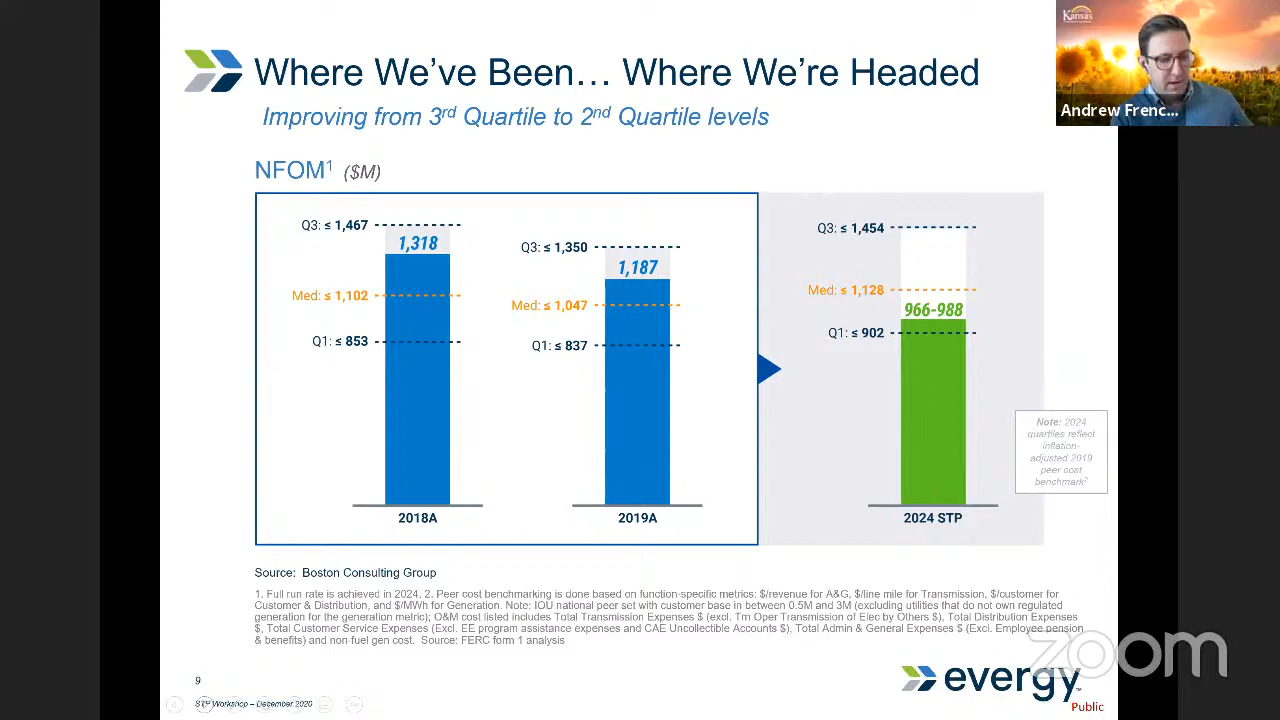 Where We've Been… Where We're Headed
Improving from 3rd Quartile to 2nd Quartile levels
Kansas
Andrew Frenc...
NFOM1 ($M)
Q3: ≤ 1,467
1,318
Med: ≤ 1,102
Q1: ≤ 853
2018A
Q3: ≤ 1,350
1,187
Med: ≤ 1,047
Q1: ≤ 837
2019A
Q3: ≤ 1,454
Med: ≤ 1,128
966-988
Q1: ≤ 902
2024 STP
Note: 2024
quartiles reflect
inflation-
adjusted 2019
peer cost
benchmark2
Source: Boston Consulting Group
1. Full run rate is achieved in 2024. 2. Peer cost benchmarking is done based on function-specific metrics: $/revenue for A&G, $/line mile for Transmission, $/customer for
Customer & Distribution, and $/MWh for Generation. Note: IOU national peer set with customer base in between 0.5M and 3M (excluding utilities that do not own regulated
generation for the generation metric); O&M cost listed includes Total Transmission Expenses $ (excl. Tm Oper Transmission of Elec by Others $), Total Distribution Expenses
$, Total Customer Service Expenses (Excl. EE program assistance expenses and CAE Uncollectible Accounts $), Total Admin & General Expenses $ (Excl. Employee pension
& benefits) and non-fuel gen cost. Source: FERC form 1 analysis
zoom
9
evergy
STP Workshop – December 2020
Public